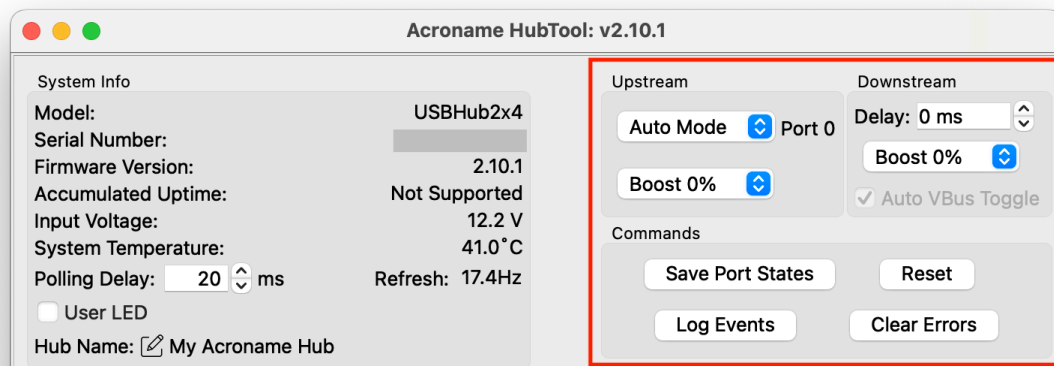 Acroname HubTool: v2.10.1
System Info
Model: USBHub2x4
Serial Number:
Firmware Version: 2.10.1
Accumulated Uptime: Not Supported
Input Voltage: 12.2 V
System Temperature: 41.0˚C
Polling Delay: 20 ms Refresh: 17.4Hz
User LED
Hub Name: My Acroname Hub
Upstream
Auto Mode Port 0
Boost 0%
Downstream
Delay: 0 ms
Boost 0%
Auto VBus Toggle
Commands
Save Port States Reset
Log Events Clear Errors